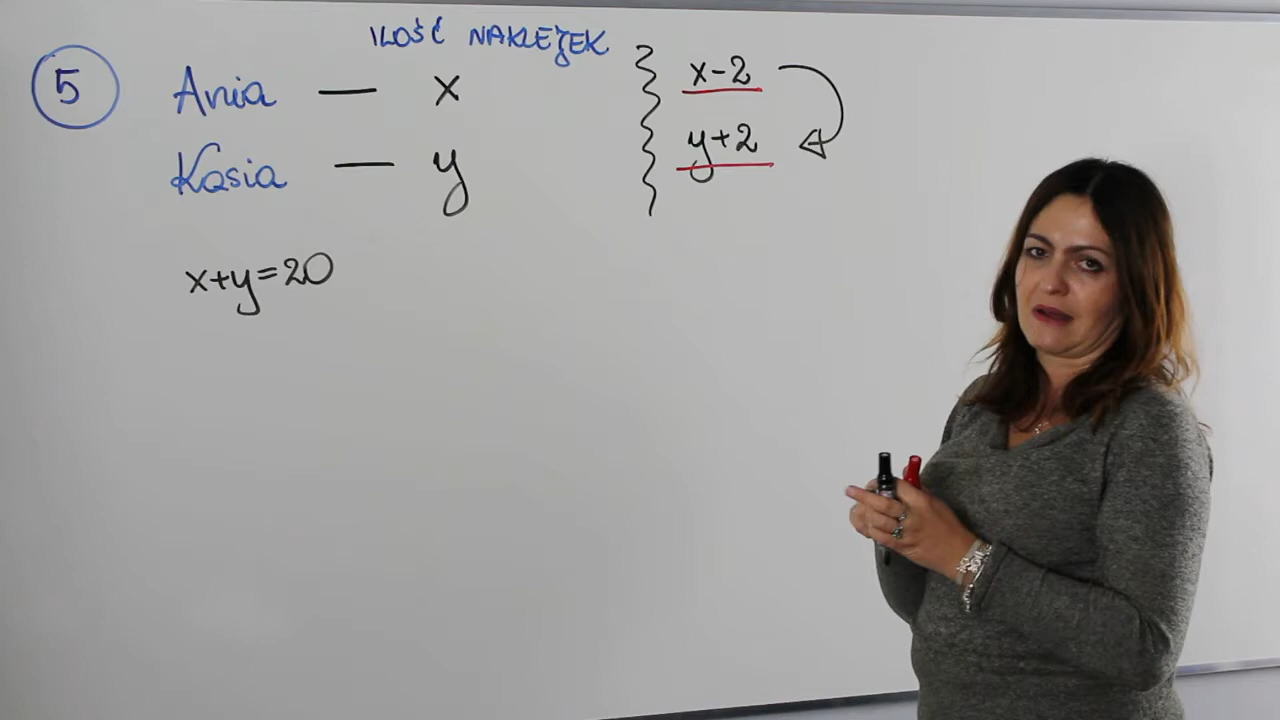 ILOŚĆ NAKLEJEK
5 Ania — x x-2
Kasia — y y+2
x+y=20